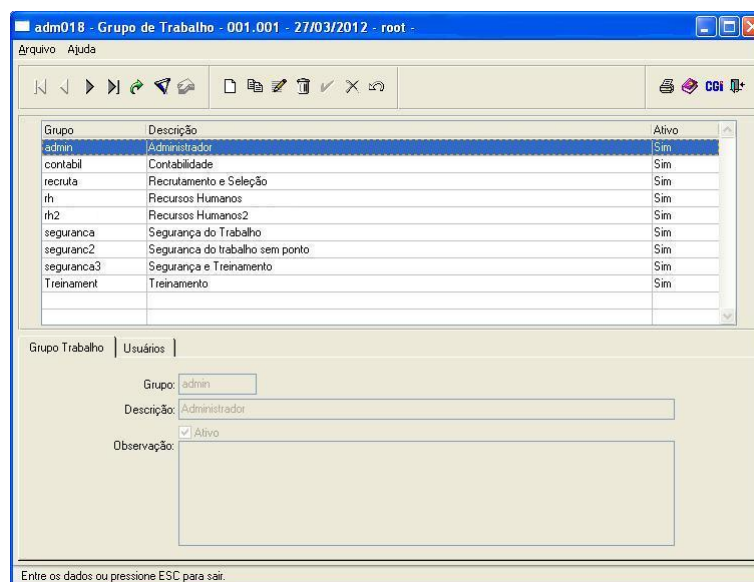 adm018 - Grupo de Trabalho - 001.001 - 27/03/2012 - root -
Arquivo Ajuda
CGi
Grupo Descrição Ativo
admin Administrador Sim
contabil Contabilidade Sim
recruta Recrutamento e Seleção Sim
rh Recursos Humanos Sim
rh2 Recursos Humanos2 Sim
seguranca Segurança do Trabalho Sim
seguranc2 Seguranca do trabalho sem ponto Sim
seguranca3 Segurança e Treinamento Sim
Treinament Treinamento Sim
Grupo Trabalho Usuários
Grupo: admin
Descrição: Administrador
Ativo
Observação:
Entre os dados ou pressione ESC para sair.